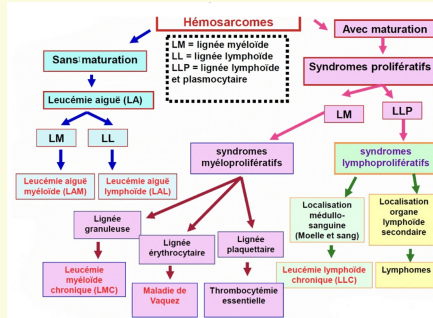 Hémosarcomes
Avec maturation
Sans maturation
LM = lignée myéloïde
LL = lignée lymphoïde
LLP = lignée lymphoïde
et plasmocytaire
Syndromes prolifératifs
Leucémie aiguë (LA)
LM
LL
LM
LLP
Leucémie aiguë
myéloïde (LAM)
Leucémie aiguë
lymphoïde (LAL)
syndromes
myéloprolifératifs
syndromes
lymphoprolifératifs
Lignée
granuleuse
Lignée
érythrocytaire
Lignée
plaquettaire
Localisation
médullo-
sanguine
(Moelle et sang)
Localisation
organe
lymphoïde
secondaire
Leucémie
myéloïde
chronique (LMC)
Maladie de
Vaquez
Thrombocytémie
essentielle
Leucémie lymphoïde
chronique (LLC)
Lymphomes